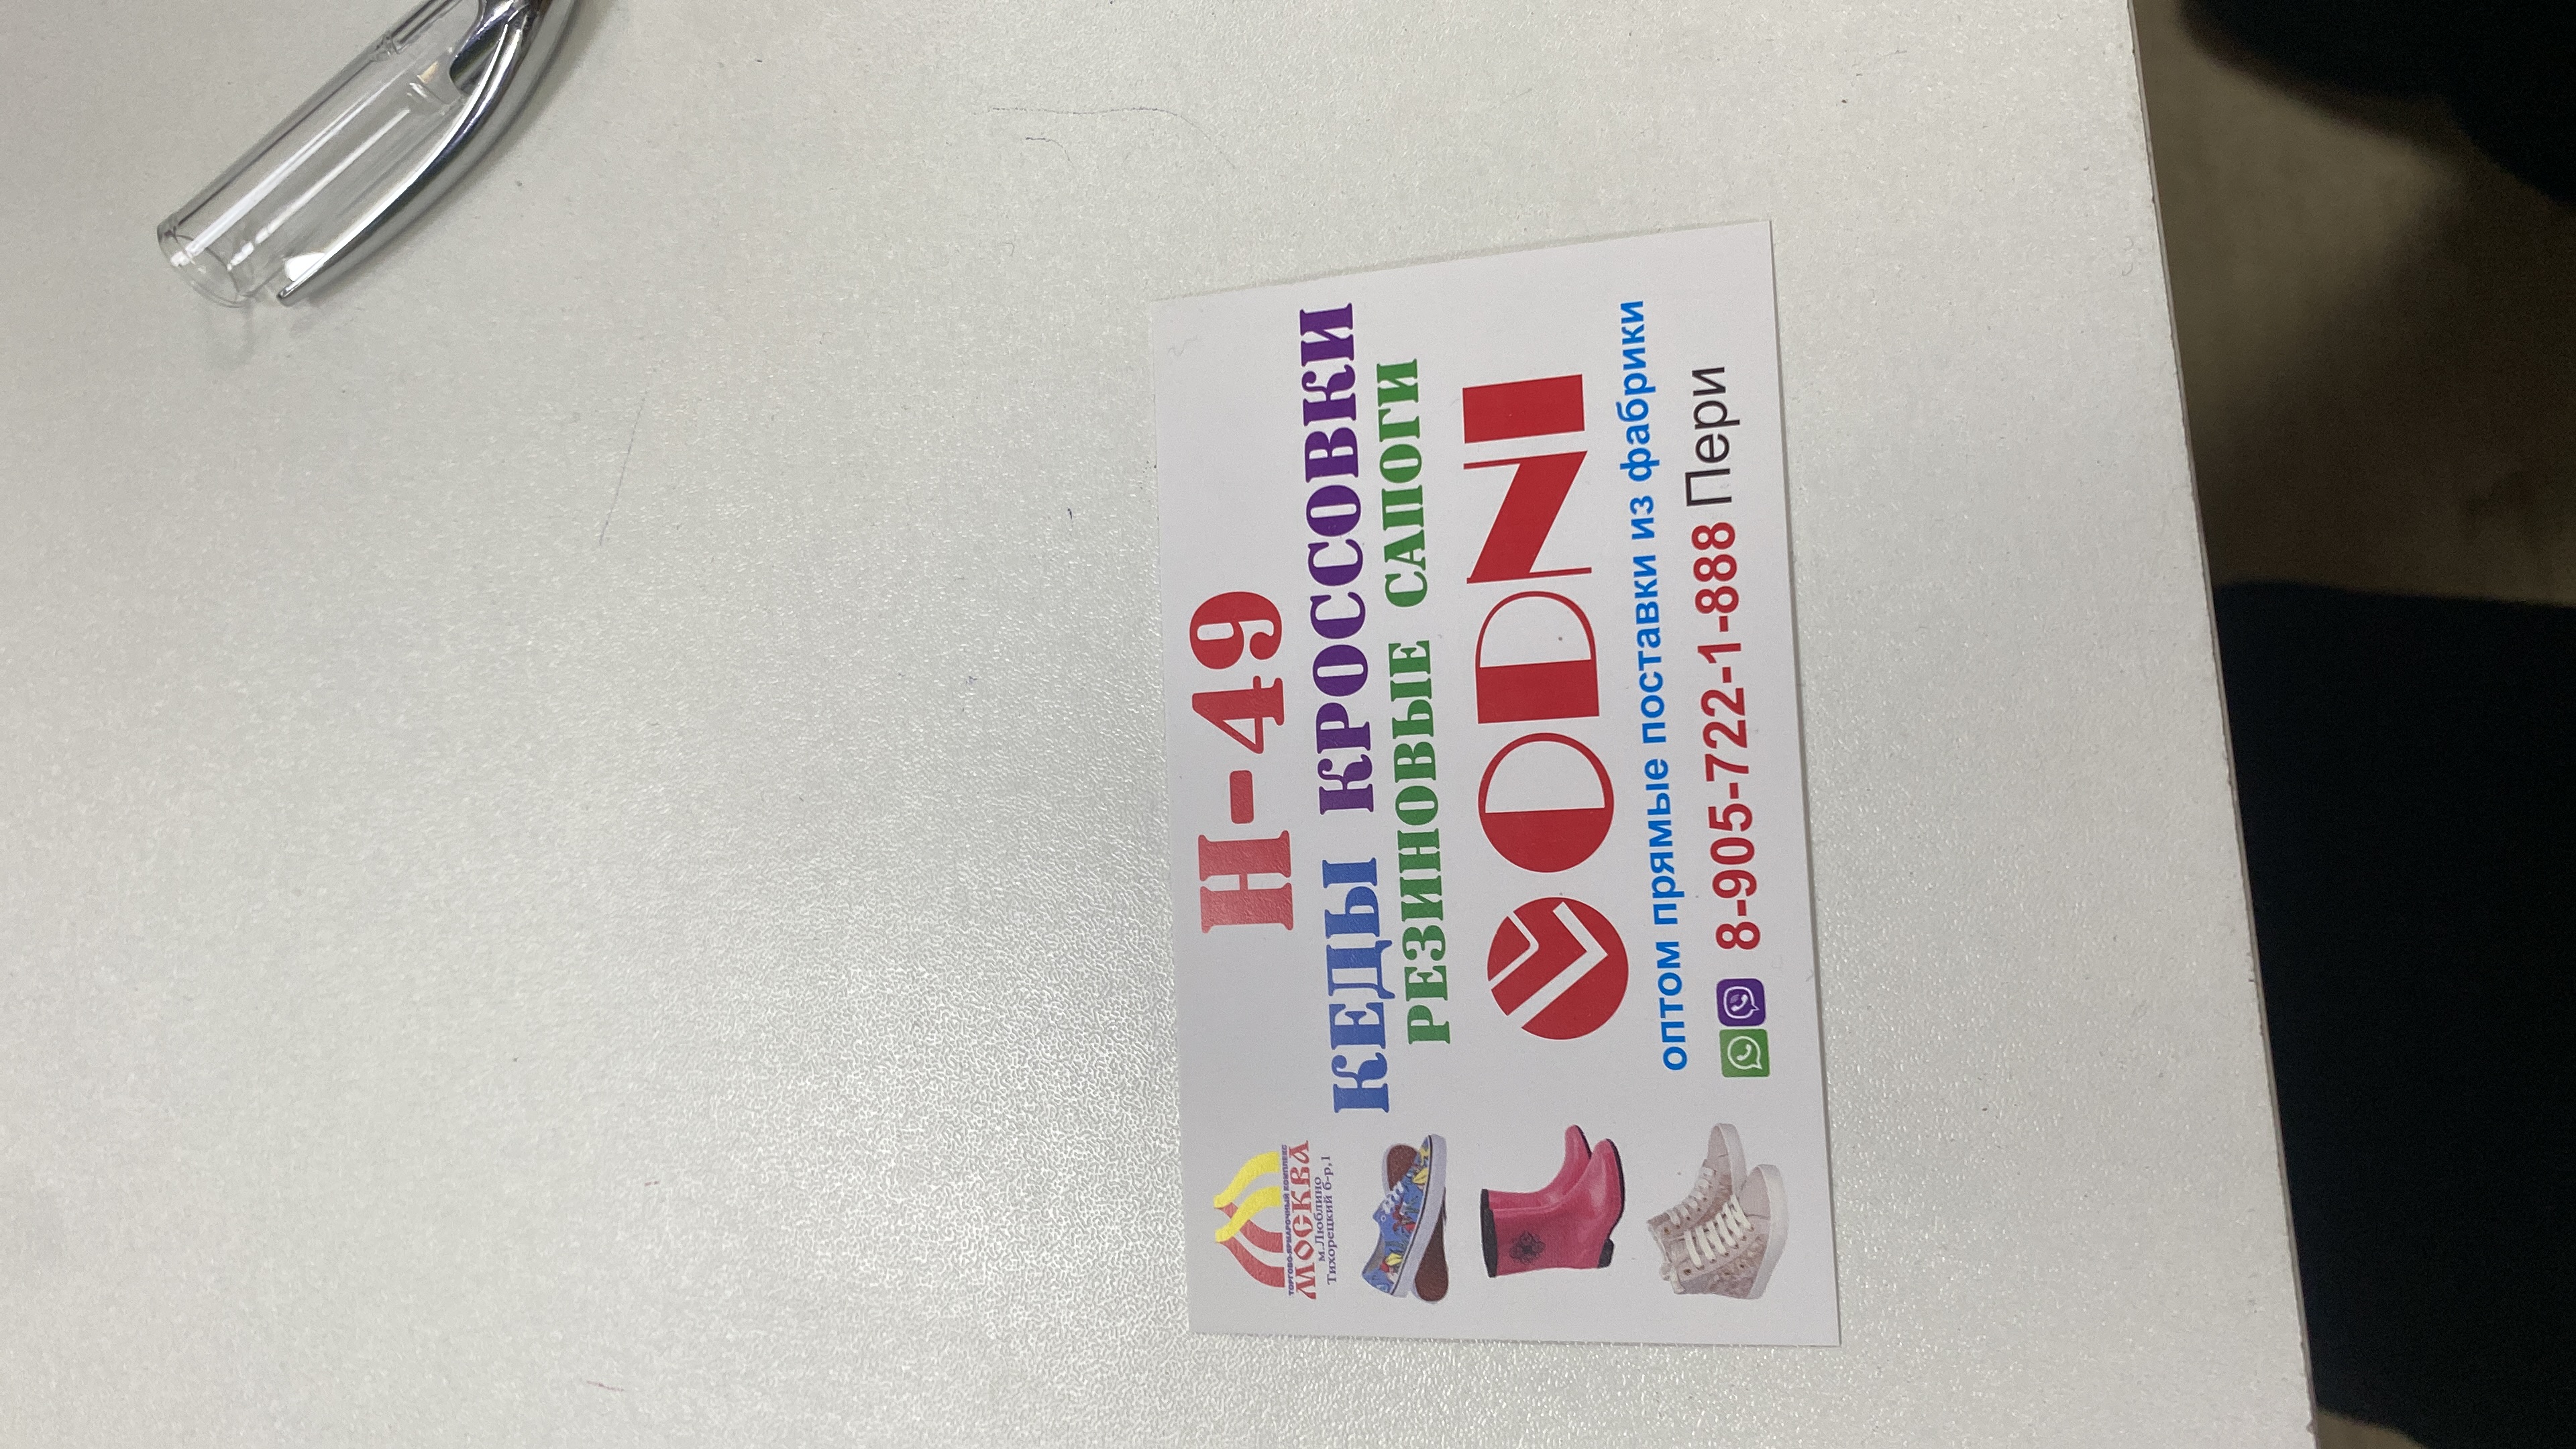 Н-49
ТОРГОВО-ЯРМАРОЧНЫЙ КОМПЛЕКС
МОСКВА
м.Люблино
Тихорецкий б-р,1
КЕДЫ КРОССОВКИ
РЕЗИНОВЫЕ САПОГИ
ODNI
оптом прямые поставки из фабрики
8-905-722-1-888 Пери